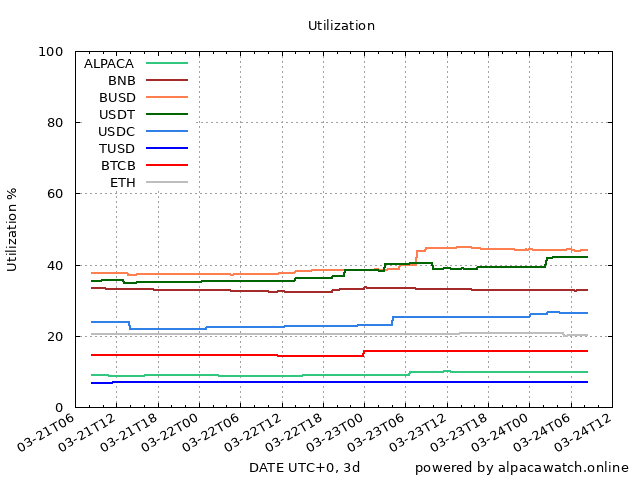 Utilization
100
80
60
40
20
0
Utilization %
ALPACA
BNB
BUSD
USDT
USDC
TUSD
BTCB
ETH
03-21T06
03-21T12
03-21T18
03-22T00
03-22T06
03-22T12
03-22T18
03-23T00
03-23T06
03-23T12
03-23T18
03-24T00
03-24T06
03-24T12
DATE UTC+0, 3d
powered by alpacawatch.online